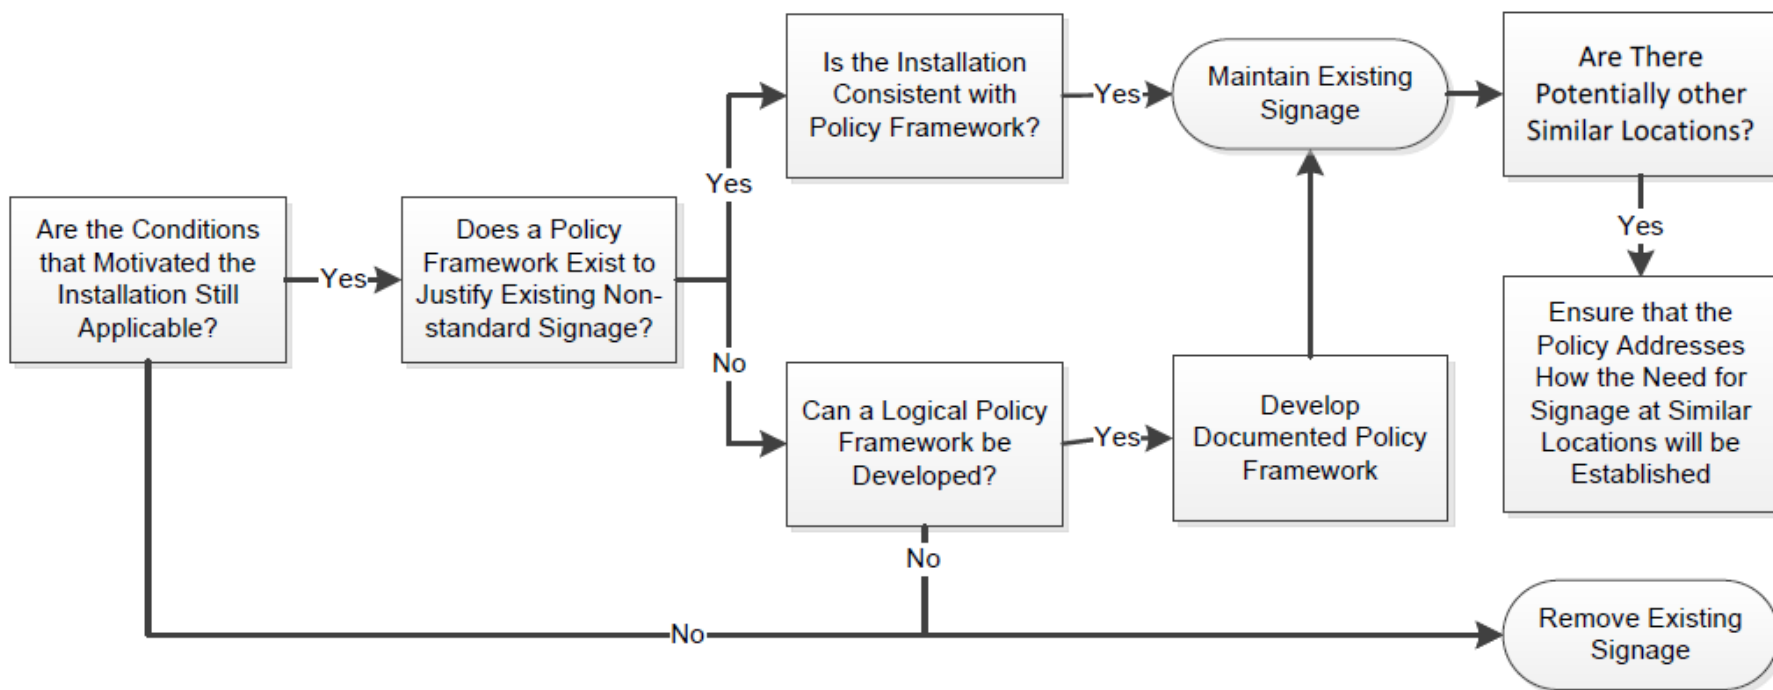 Are the Conditions
that Motivated the
Installation Still
Applicable?
Yes
Does a Policy
Framework Exist to
Justify Existing Non-
standard Signage?
Yes
No
Is the Installation
Consistent with
Policy Framework?
Yes
Maintain Existing
Signage
Are There
Potentially other
Similar Locations?
Yes
Ensure that the
Policy Addresses
How the Need for
Signage at Similar
Locations will be
Established
Can a Logical Policy
Framework be
Developed?
Yes
Develop
Documented Policy
Framework
No
No
Remove Existing
Signage